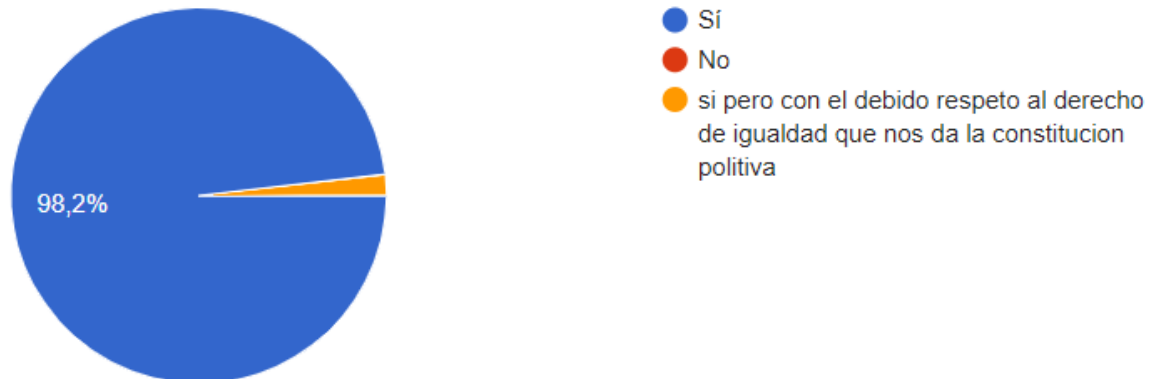 Sí
No
si pero con el debido respeto al derecho
de igualdad que nos da la constitucion
politiva
98,2%